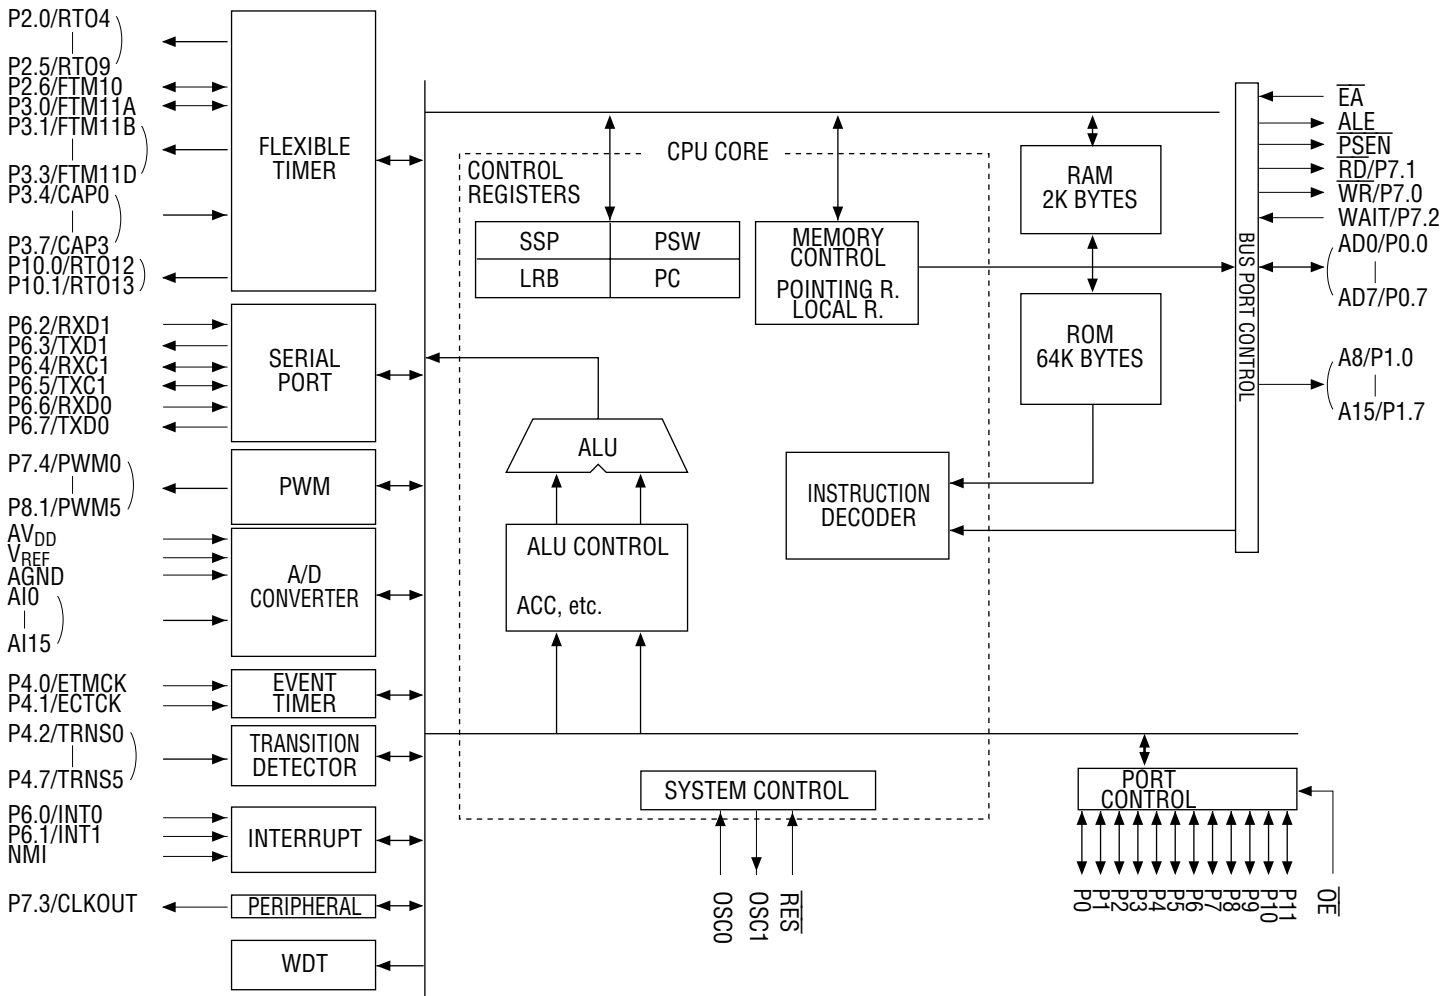 P2.0/RTO4
P2.5/RTO9
P2.6/FTM10
P3.0/FTM11A
P3.1/FTM11B
P3.3/FTM11D
P3.4/CAP0
P3.7/CAP3
P10.0/RTO12
P10.1/RTO13
FLEXIBLE
TIMER
P6.2/RXD1
P6.3/TXD1
P6.4/RXC1
P6.5/TXC1
P6.6/RXD0
P6.7/TXD0
SERIAL
PORT
P7.4/PWM0
P8.1/PWM5
PWM
AVDD
VREF
AGND
AI0
AI15
A/D
CONVERTER
P4.0/ETMCK
P4.1/ECTCK
EVENT
TIMER
P4.2/TRNS0
P4.7/TRNS5
TRANSITION
DETECTOR
P6.0/INT0
P6.1/INT1
NMI
INTERRUPT
P7.3/CLKOUT
PERIPHERAL
WDT
CPU CORE
CONTROL
REGISTERS
SSP
PSW
LRB
PC
MEMORY
CONTROL
POINTING R.
LOCAL R.
ALU
ALU CONTROL
ACC, etc.
INSTRUCTION
DECODER
SYSTEM CONTROL
OSC0
OSC1
R̅E̅S̅
RAM
2K BYTES
ROM
64K BYTES
BUS PORT CONTROL
E̅A̅
ALE
P̅S̅E̅N̅
R̅D̅/P7.1
W̅R̅/P7.0
WAIT/P7.2
AD0/P0.0
AD7/P0.7
A8/P1.0
A15/P1.7
PORT
CONTROL
P0
P1
P2
P3
P4
P5
P6
P7
P8
P9
P10
P11
O̅E̅